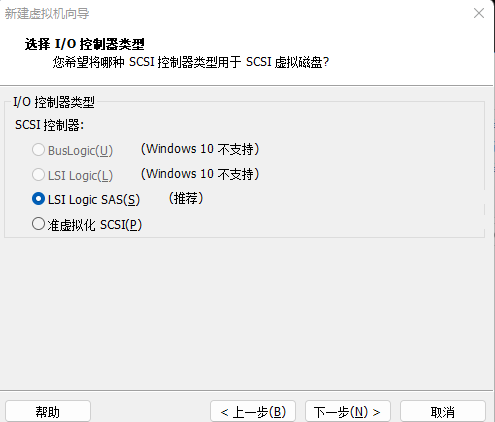 新建虚拟机向导
选择 I/O 控制器类型
您希望将哪种 SCSI 控制器类型用于 SCSI 虚拟磁盘?
I/O 控制器类型
SCSI 控制器:
BusLogic(U) (Windows 10 不支持)
LSI Logic(L) (Windows 10 不支持)
LSI Logic SAS(S) (推荐)
准虚拟化 SCSI(P)
帮助 < 上一步(B) 下一步(N) > 取消